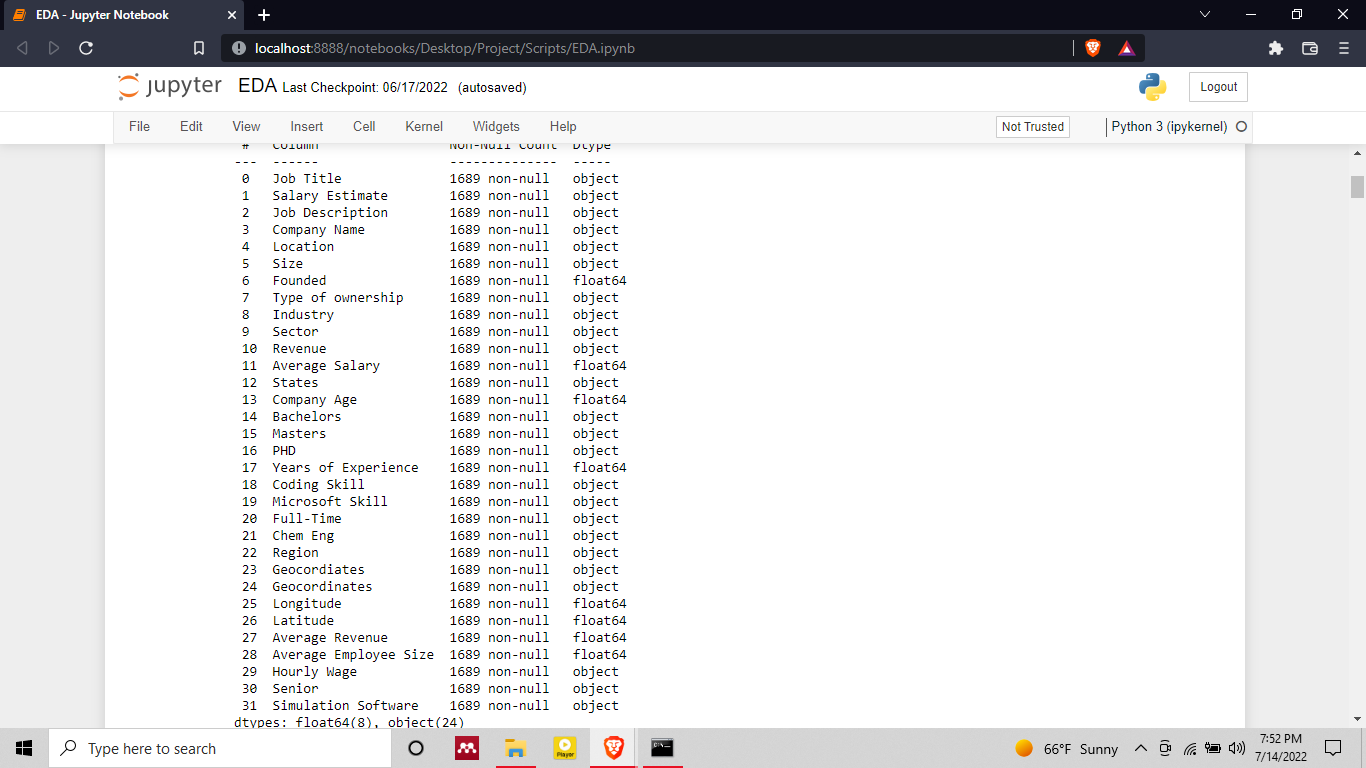 EDA - Jupyter Notebook
localhost:8888/notebooks/Desktop/Project/Scripts/EDA.ipynb
jupyter EDA Last Checkpoint: 06/17/2022 (autosaved)
Logout
File Edit View Insert Cell Kernel Widgets Help
Not Trusted
Python 3 (ipykernel)
# Column Non-Null Count Dtype
--- ------ -------------- -----
0 Job Title 1689 non-null object
1 Salary Estimate 1689 non-null object
2 Job Description 1689 non-null object
3 Company Name 1689 non-null object
4 Location 1689 non-null object
5 Size 1689 non-null object
6 Founded 1689 non-null float64
7 Type of ownership 1689 non-null object
8 Industry 1689 non-null object
9 Sector 1689 non-null object
10 Revenue 1689 non-null object
11 Average Salary 1689 non-null float64
12 States 1689 non-null object
13 Company Age 1689 non-null float64
14 Bachelors 1689 non-null object
15 Masters 1689 non-null object
16 PHD 1689 non-null object
17 Years of Experience 1689 non-null float64
18 Coding Skill 1689 non-null object
19 Microsoft Skill 1689 non-null object
20 Full-Time 1689 non-null object
21 Chem Eng 1689 non-null object
22 Region 1689 non-null object
23 Geocordiates 1689 non-null object
24 Geocordinates 1689 non-null object
25 Longitude 1689 non-null float64
26 Latitude 1689 non-null float64
27 Average Revenue 1689 non-null float64
28 Average Employee Size 1689 non-null float64
29 Hourly Wage 1689 non-null object
30 Senior 1689 non-null object
31 Simulation Software 1689 non-null object
dtypes: float64(8), object(24)
Type here to search
Player
66°F Sunny
7:52 PM
7/14/2022